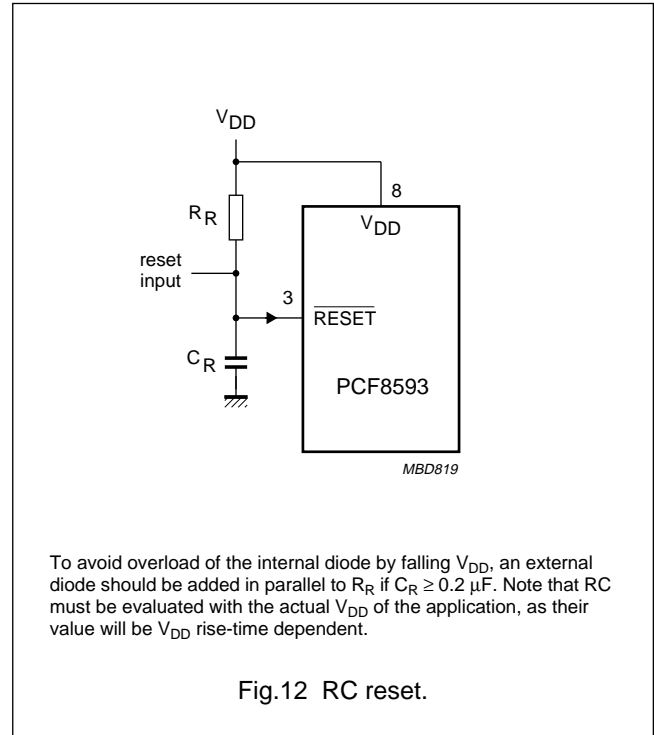 VDD
8
RR
VDD
reset
input
3
RESET
CR
PCF8593
MBD819
To avoid overload of the internal diode by falling VDD, an external
diode should be added in parallel to RR if CR ≥ 0.2 µF. Note that RC
must be evaluated with the actual VDD of the application, as their
value will be VDD rise-time dependent.
Fig.12 RC reset.